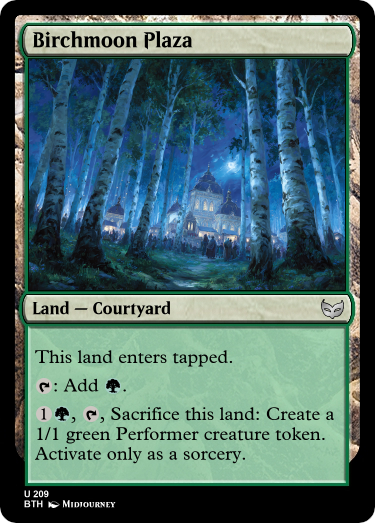 Birchmoon Plaza
Land — Courtyard
This land enters tapped.
: Add .
1 , , Sacrifice this land: Create a
1/1 green Performer creature token.
Activate only as a sorcery.
U 209
BTH Midjourney